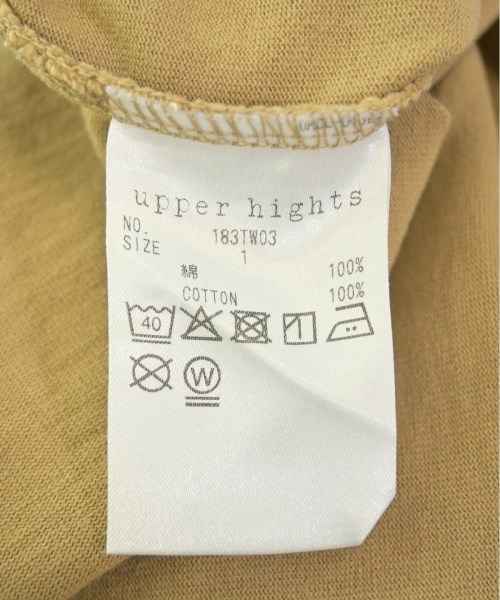 upper hights
NO. 183TW03
SIZE 1
綿 100%
COTTON 100%
40
W